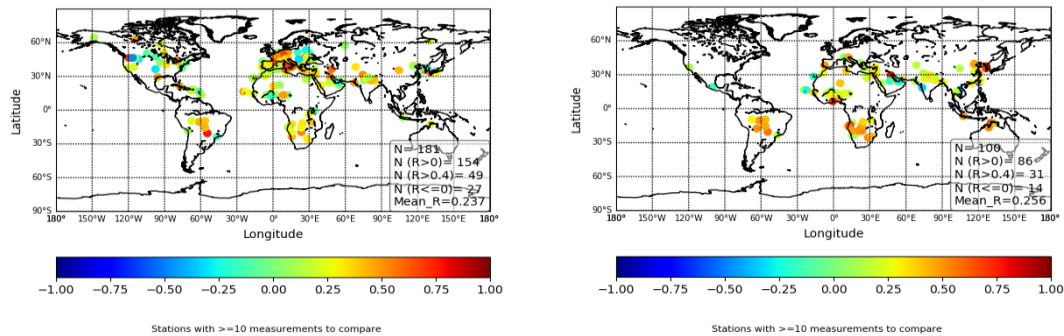 60°N
30°N
0°
30°S
60°S
90°S
180° 150°W 120°W 90°W 60°W 30°W 0° 30°E 60°E 90°E 120°E 150°E 180°
Latitude
Longitude
N= 181
N (R>0)= 154
N (R>0.4)= 49
N (R<=0)= 27
Mean_R=0.237
−1.00 −0.75 −0.50 −0.25 0.00 0.25 0.50 0.75 1.00
Stations with >=10 measurements to compare
60°N
30°N
0°
30°S
60°S
90°S
180° 150°W 120°W 90°W 60°W 30°W 0° 30°E 60°E 90°E 120°E 150°E 180°
Latitude
Longitude
N= 100
N (R>0)= 86
N (R>0.4)= 31
N (R<=0)= 14
Mean_R=0.256
−1.00 −0.75 −0.50 −0.25 0.00 0.25 0.50 0.75 1.00
Stations with >=10 measurements to compare